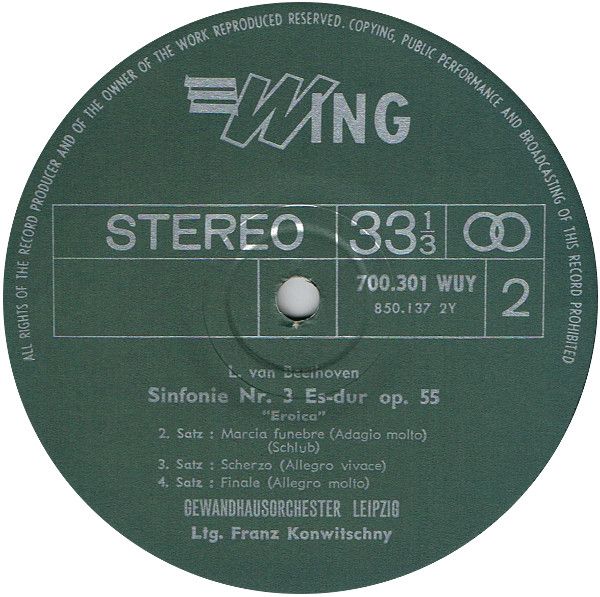 ALL RIGHTS OF THE RECORD PRODUCER AND OF THE OWNER OF THE WORK REPRODUCED RESERVED. COPYING, PUBLIC PERFORMANCE AND BROADCASTING OF THIS RECORD PROHIBITED
WING
STEREO 33 1/3
700.301 WUY
850.137 2Y
2
L. van Beethoven
Sinfonie Nr. 3 Es-dur op. 55
"Eroica"
2. Satz : Marcia funebre (Adagio molto)
(Schlub)
3. Satz : Scherzo (Allegro vivace)
4. Satz : Finale (Allegro molto)
GEWANDHAUSORCHESTER LEIPZIG
Ltg. Franz Konwitschny